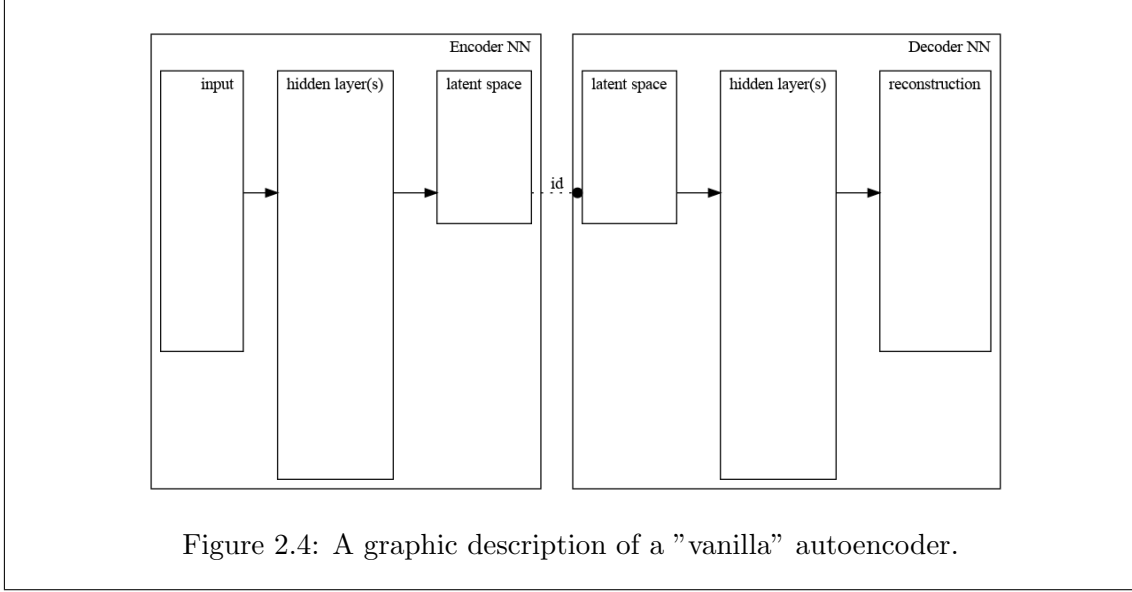 Encoder NN
Decoder NN
input
hidden layer(s)
latent space
latent space
hidden layer(s)
reconstruction
id
Figure 2.4: A graphic description of a ”vanilla” autoencoder.